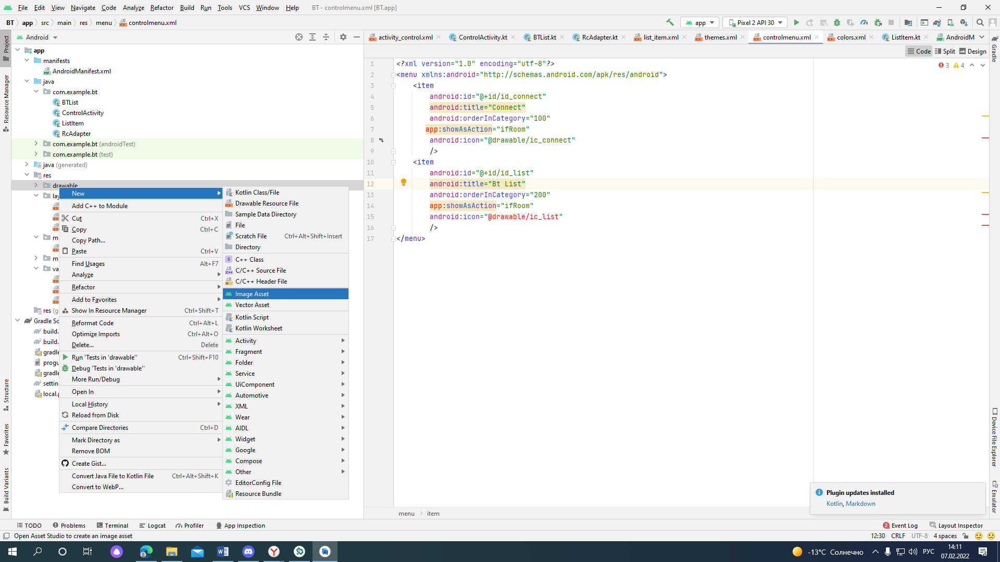 File Edit View Navigate Code Analyze Refactor Build Run Tools VCS Window Help BT - controlmenu.xml [BT.app]
BT app src main res menu controlmenu.xml app Pixel 2 API 30
Android
activity_control.xml ControlActivity.kt BTList.kt RcAdapter.kt list_item.xml themes.xml controlmenu.xml colors.xml ListItem.kt AndroidM
Code Split Design
Project
Resource Manager
Structure
Favorites
Build Variants
app
manifests
AndroidManifest.xml
java
com.example.bt
BTList
ControlActivity
ListItem
RcAdapter
com.example.bt (androidTest)
com.example.bt (test)
java (generated)
res
drawable
lay
m
m
va
res (g
Gradle Sc
build.
build.
gradle
progu
gradle
settin
local.p
New
Add C++ to Module
Cut Ctrl+X
Copy Ctrl+C
Copy Path...
Paste Ctrl+V
Find Usages Alt+F7
Analyze
Refactor
Add to Favorites
Show In Resource Manager Ctrl+Shift+T
Reformat Code Ctrl+Alt+L
Optimize Imports Ctrl+Alt+O
Delete... Delete
Run 'Tests in 'drawable'' Ctrl+Shift+F10
Debug 'Tests in 'drawable''
More Run/Debug
Open In
Local History
Reload from Disk
Compare Directories Ctrl+D
Mark Directory as
Remove BOM
Create Gist...
Convert Java File to Kotlin File Ctrl+Alt+Shift+K
Convert to WebP...
Kotlin Class/File
Drawable Resource File
Sample Data Directory
File
Scratch File Ctrl+Alt+Shift+Insert
Directory
C++ Class
C/C++ Source File
C/C++ Header File
Image Asset
Vector Asset
Kotlin Script
Kotlin Worksheet
Activity
Fragment
Folder
Service
UiComponent
Automotive
XML
Wear
AIDL
Widget
Google
Compose
Other
EditorConfig File
Resource Bundle
1 <?xml version="1.0" encoding="utf-8"?>
2 <menu xmlns:android="http://schemas.android.com/apk/res/android">
3 <item
4 android:id="@+id/id_connect"
5 android:title="Connect"
6 android:orderInCategory="100"
7 app:showAsAction="ifRoom"
8 android:icon="@drawable/ic_connect"
9 />
10 <item
11 android:id="@+id/id_list"
12 android:title="Bt List"
13 android:orderInCategory="200"
14 app:showAsAction="ifRoom"
15 android:icon="@drawable/ic_list"
16 />
17 </menu>
3 4
Gradle
Device File Explorer
Emulator
Plugin updates installed
Kotlin, Markdown
menu item
TODO Problems Terminal Logcat Profiler App Inspection 2 Event Log Layout Inspector
Open Asset Studio to create an image asset 12:30 CRLF UTF-8 4 spaces
-13°C Солнечно РУС 14:11
07.02.2022